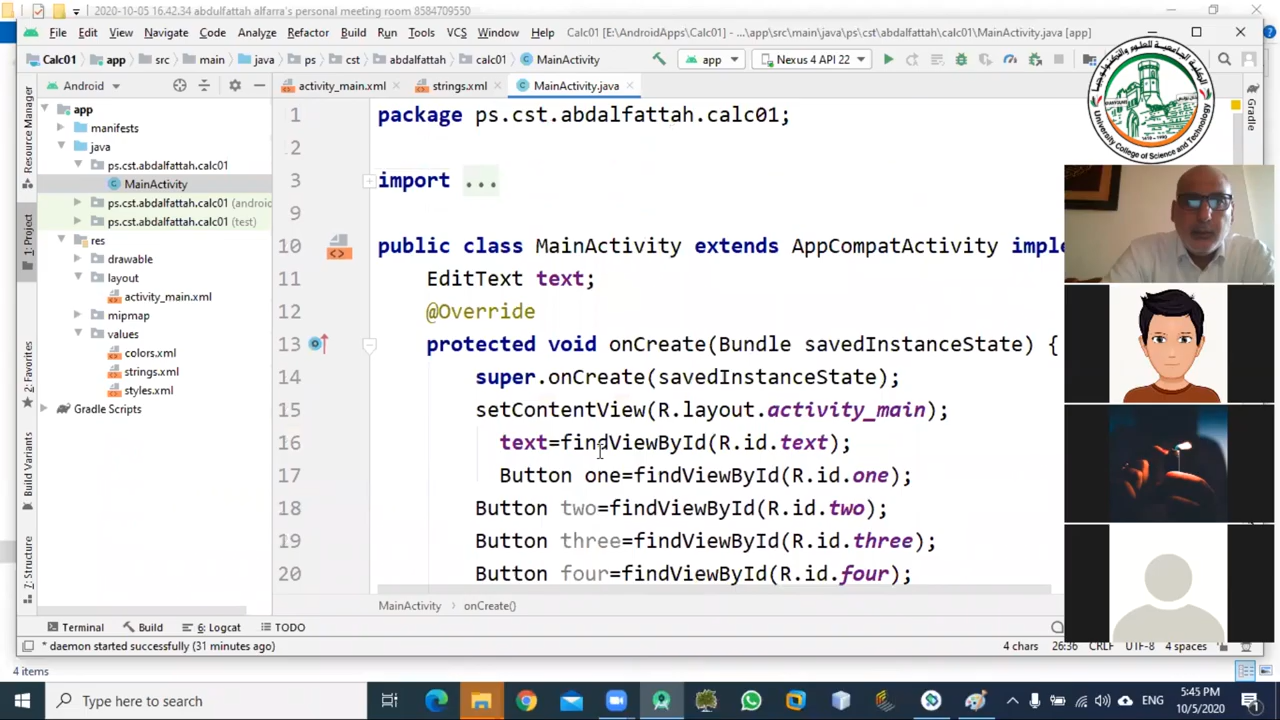 2020-10-05 16.42.34 abdulfattah alfarra's personal meeting room 8584709550
File Edit View Navigate Code Analyze Refactor Build Run Tools VCS Window Help Calc01 [E:\AndroidApps\Calc01] - ...\app\src\main\java\ps\cst\abdalfattah\calc01\MainActivity.java [app]
Calc01 app src main java ps cst abdalfattah calc01 MainActivity app Nexus 4 API 22
Android activity_main.xml strings.xml MainActivity.java
Resource Manager
1: Project
2: Favorites
Build Variants
7: Structure
Gradle
app
manifests
java
ps.cst.abdalfattah.calc01
MainActivity
ps.cst.abdalfattah.calc01 (androi
ps.cst.abdalfattah.calc01 (test)
res
drawable
layout
activity_main.xml
mipmap
values
colors.xml
strings.xml
styles.xml
Gradle Scripts
1 package ps.cst.abdalfattah.calc01;
2
3 import ...
9
10 public class MainActivity extends AppCompatActivity imple
11 EditText text;
12 @Override
13 protected void onCreate(Bundle savedInstanceState) {
14 super.onCreate(savedInstanceState);
15 setContentView(R.layout.activity_main);
16 text=findViewById(R.id.text);
17 Button one=findViewById(R.id.one);
18 Button two=findViewById(R.id.two);
19 Button three=findViewById(R.id.three);
20 Button four=findViewById(R.id.four);
MainActivity onCreate()
Terminal Build 6: Logcat TODO
* daemon started successfully (31 minutes ago) 4 chars 26:36 CRLF UTF-8 4 spaces
4 items
Type here to search
ENG
5:45 PM
10/5/2020
University College of Science and Technology